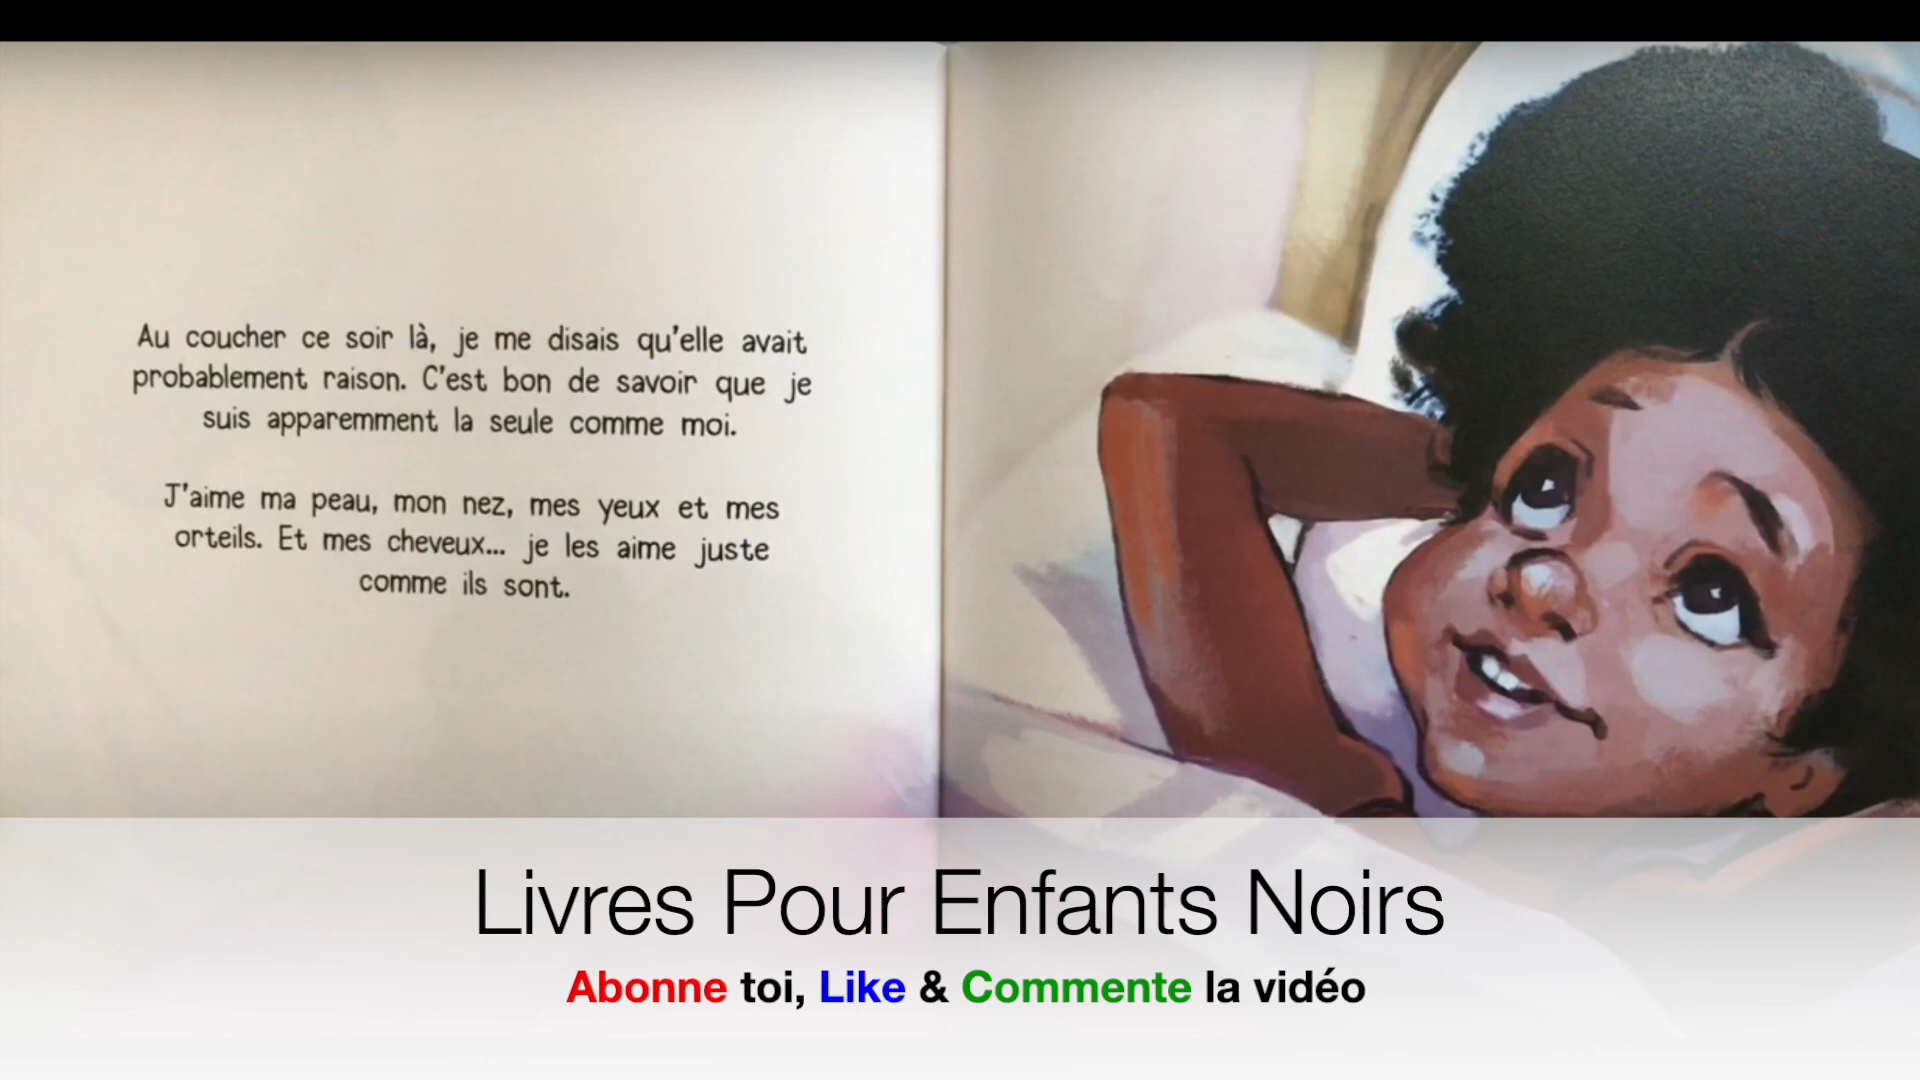 Au coucher ce soir là, je me disais qu'elle avait
probablement raison. C'est bon de savoir que je
suis apparemment la seule comme moi.
J'aime ma peau, mon nez, mes yeux et mes
orteils. Et mes cheveux... je les aime juste
comme ils sont.
Livres Pour Enfants Noirs
Abonne toi, Like & Commente la vidéo